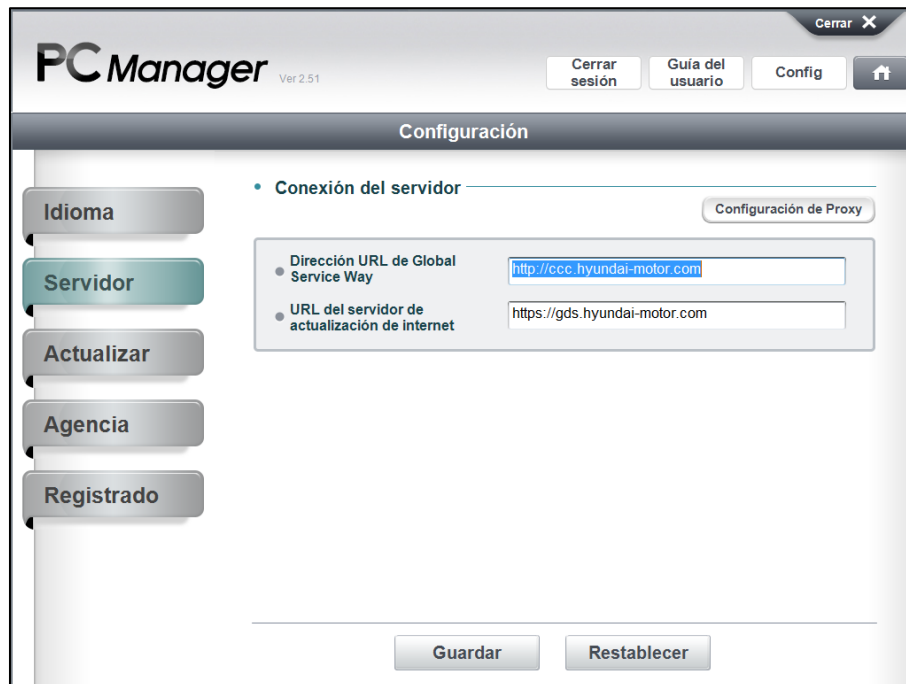 Cerrar X
PC Manager Ver 2.51
Cerrar sesión
Guía del usuario
Config
Configuración
Idioma
Servidor
Actualizar
Agencia
Registrado
• Conexión del servidor
Configuración de Proxy
Dirección URL de Global
Service Way
http://ccc.hyundai-motor.com
URL del servidor de
actualización de internet
https://gds.hyundai-motor.com
Guardar
Restablecer